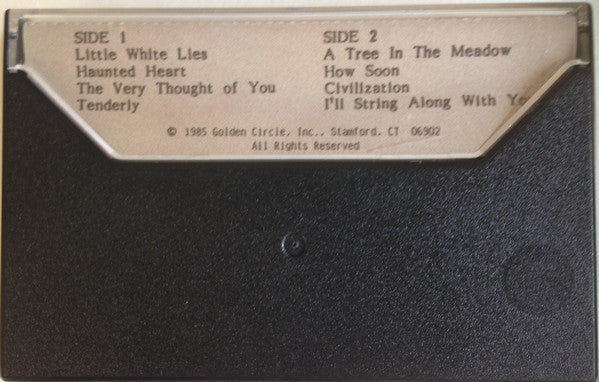 SIDE 1
Little White Lies
Haunted Heart
The Very Thought of You
Tenderly
SIDE 2
A Tree In The Meadow
How Soon
Civilization
I'll String Along With Yo
© 1985 Golden Circle, Inc., Stamford, CT 06902
All Rights Reserved